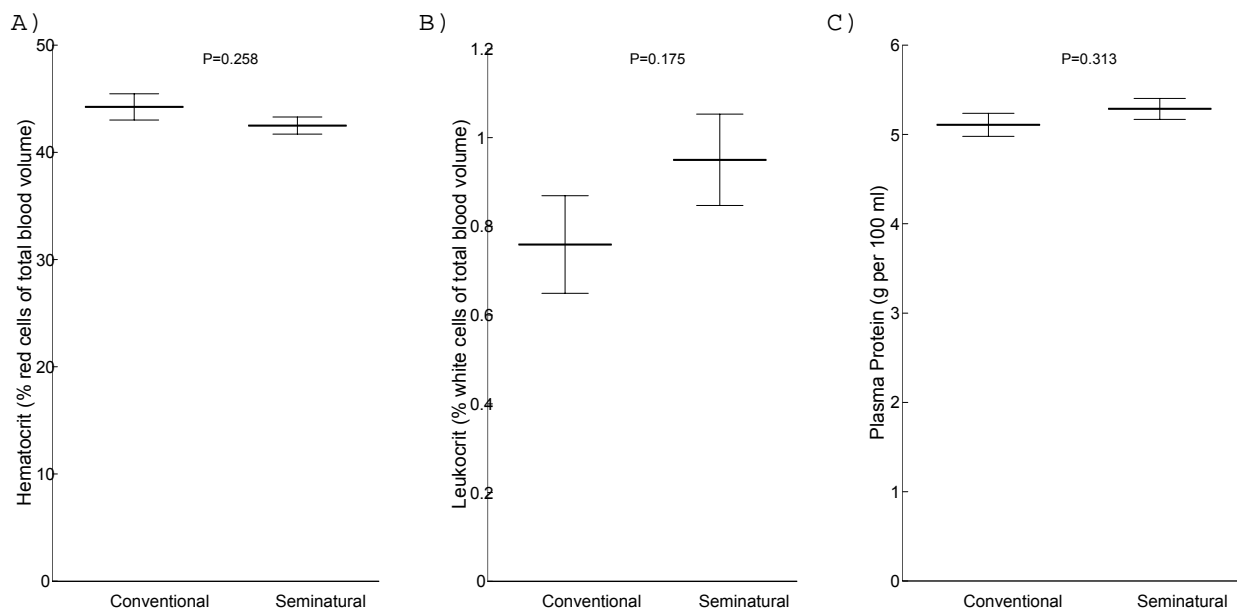 A)
Hematocrit (% red cells of total blood volume)
50
40
30
20
10
0
P=0.258
Conventional Seminatural
B)
Leukocrit (% white cells of total blood volume)
1.2
1
0.8
0.6
0.4
0.2
0
P=0.175
Conventional Seminatural
C)
Plasma Protein (g per 100 ml)
6
5
4
3
2
1
0
P=0.313
Conventional Seminatural